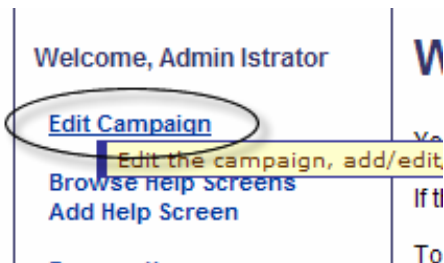 Welcome, Admin Istrator
W
Edit Campaign
Edit the campaign, add/edit
Browse Help Screens
If th
Add Help Screen
To